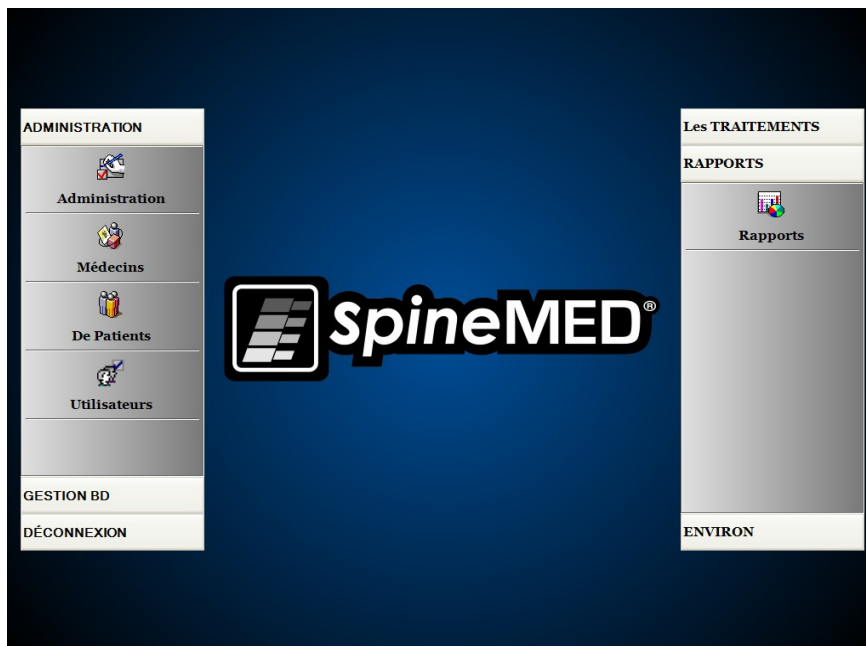 ADMINISTRATION
Administration
Médecins
De Patients
Utilisateurs
GESTION BD
DÉCONNEXION
SpineMED®
Les TRAITEMENTS
RAPPORTS
Rapports
ENVIRON